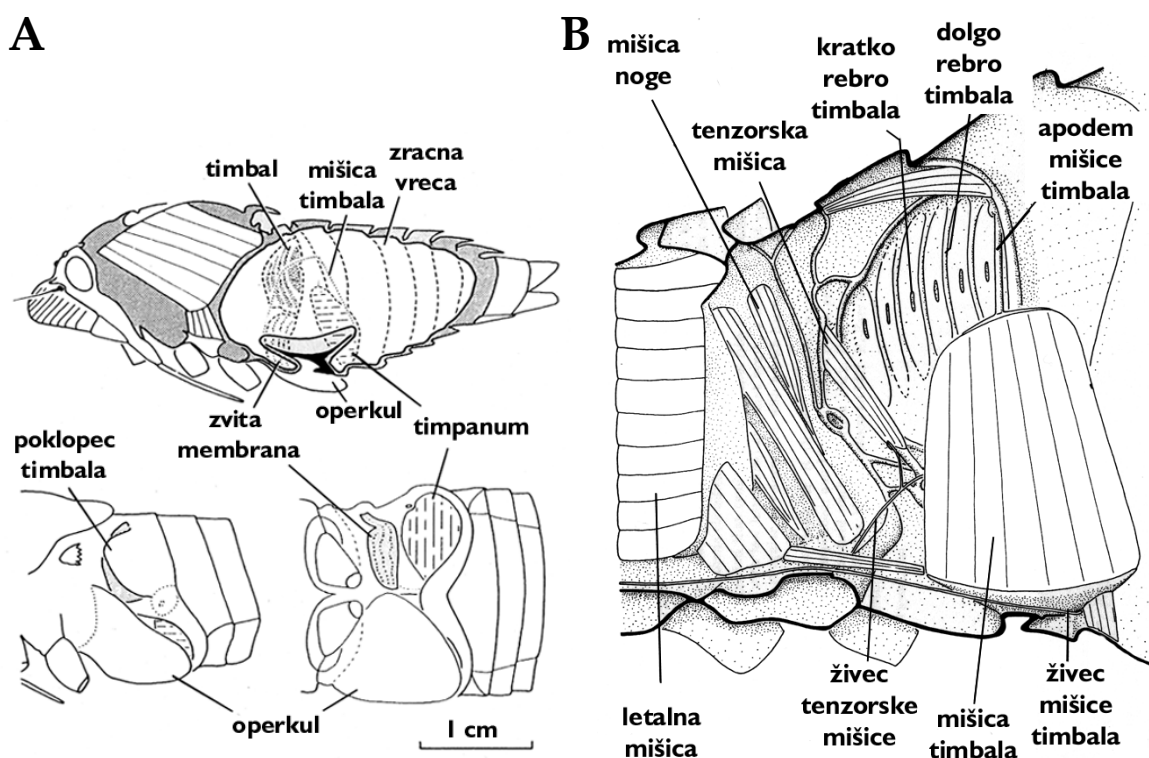 A
timbal
mišica
timbala
zracna
vreca
zvita
membrana
operkul
timpanum
poklopec
timbala
operkul
1 cm
B
mišica
noge
tenzorska
mišica
kratko
rebro
timbala
dolgo
rebro
timbala
apodem
mišice
timbala
letalna
mišica
živec
tenzorske
mišice
mišica
timbala
živec
mišice
timbala